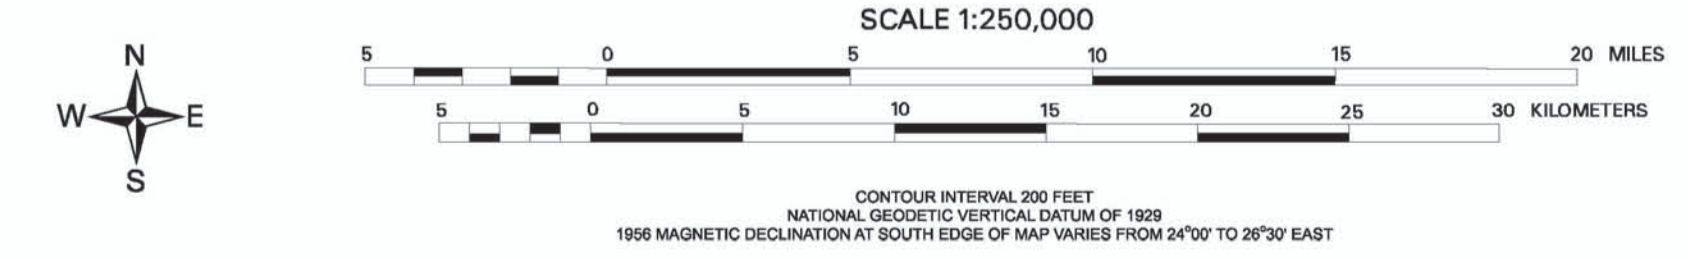 SCALE 1:250,000
5 0 5 10 15 20 MILES
5 0 5 10 15 20 25 30 KILOMETERS
N
W E
S
CONTOUR INTERVAL 200 FEET
NATIONAL GEODETIC VERTICAL DATUM OF 1929
1956 MAGNETIC DECLINATION AT SOUTH EDGE OF MAP VARIES FROM 24°00' TO 26°30' EAST